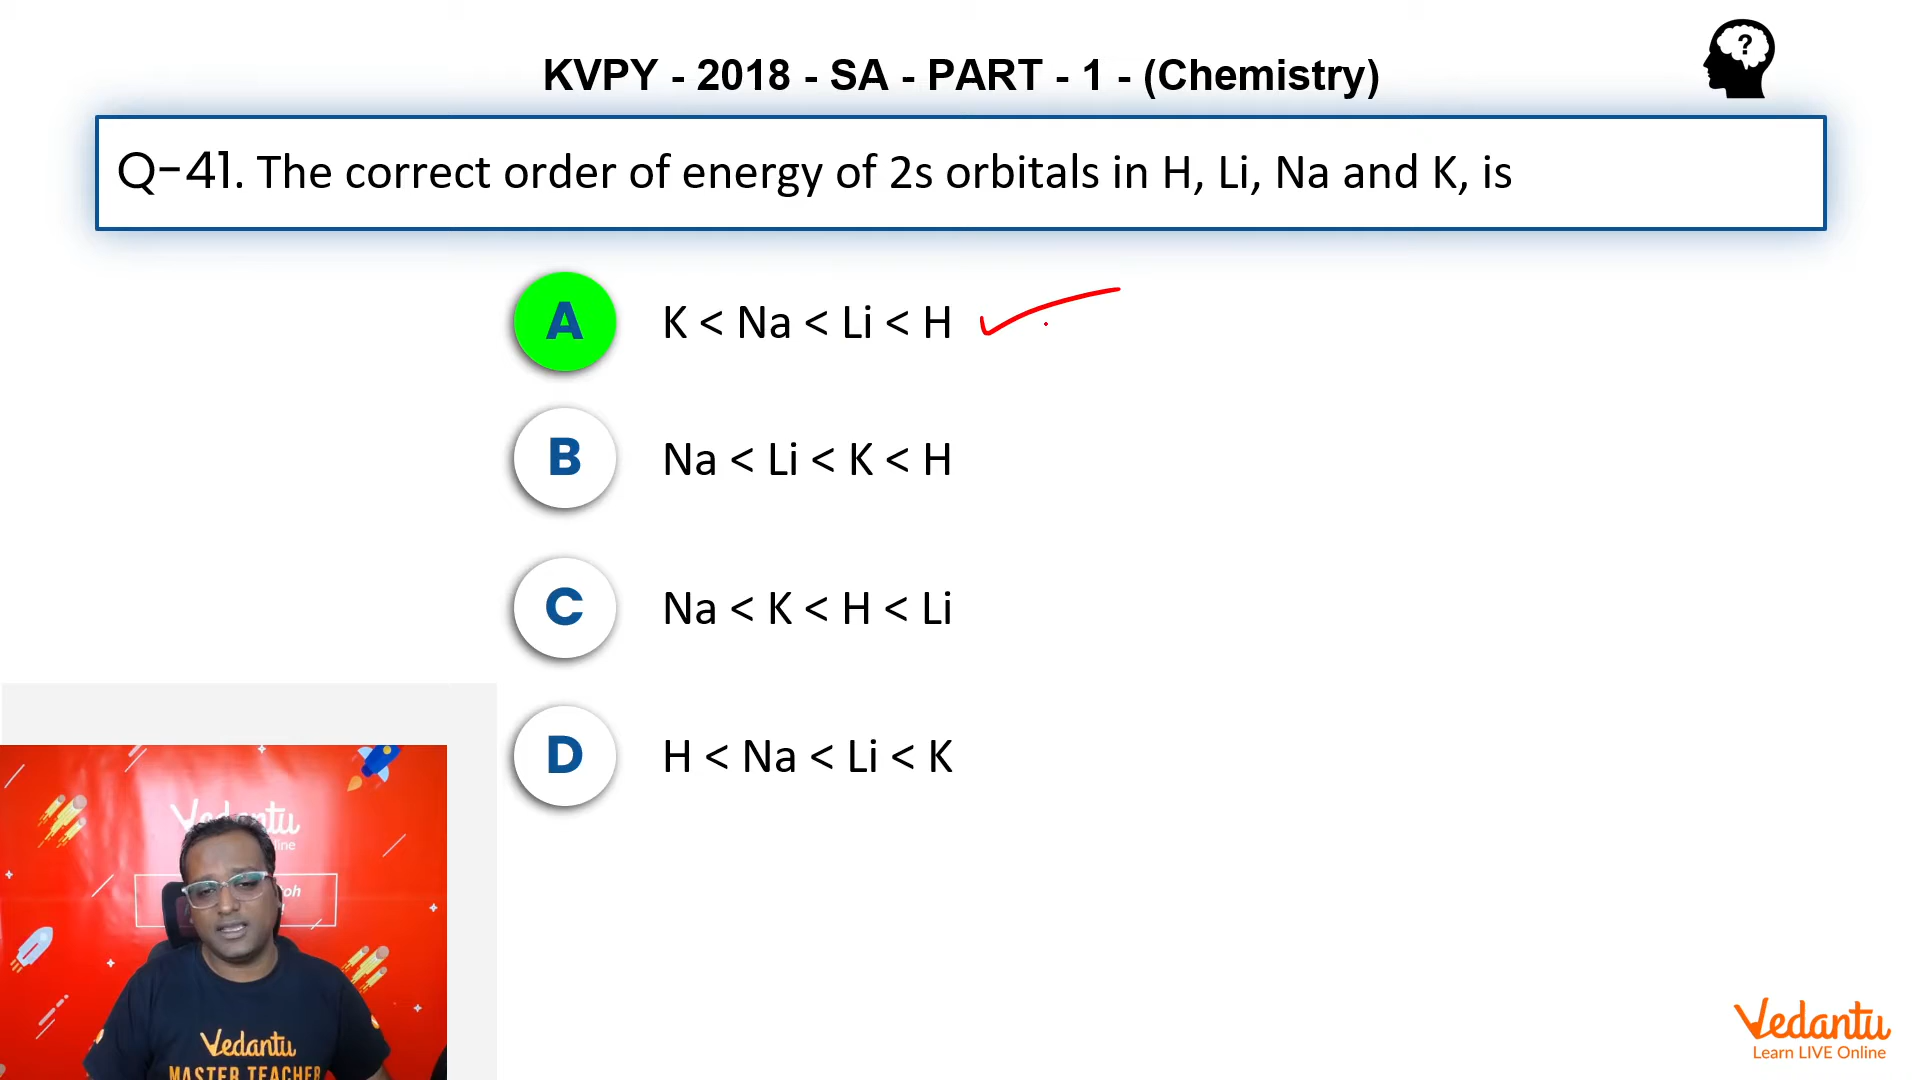 ?
KVPY - 2018 - SA - PART - 1 - (Chemistry)
Q-41. The correct order of energy of 2s orbitals in H, Li, Na and K, is
A K < Na < Li < H
B Na < Li < K < H
C Na < K < H < Li
D H < Na < Li < K
Vedantu
Vedantu
MASTER TEACHER
Vedantu
Learn LIVE Online